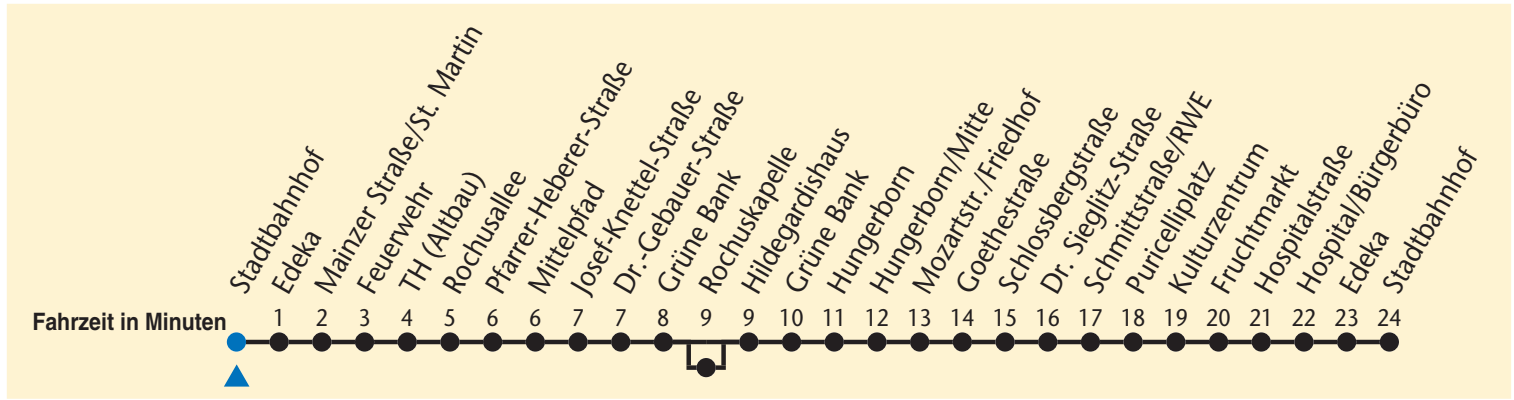 Stadtbahnhof
Edeka
Mainzer Straße/St. Martin
Feuerwehr
TH (Altbau)
Rochusallee
Pfarrer-Heberer-Straße
Mittelpfad
Josef-Knettel-Straße
Dr.-Gebauer-Straße
Grüne Bank
Rochuskapelle
Hildegardishaus
Grüne Bank
Hungerborn
Hungerborn/Mitte
Mozartstr./Friedhof
Goethestraße
Schlossbergstraße
Dr. Sieglitz-Straße
Schmittstraße/RWE
Puricelliplatz
Kulturzentrum
Fruchtmarkt
Hospitalstraße
Hospital/Bürgerbüro
Edeka
Stadtbahnhof
Fahrzeit in Minuten 1 2 3 4 5 6 6 7 7 8 9 9 10 11 12 13 14 15 16 17 18 19 20 21 22 23 24